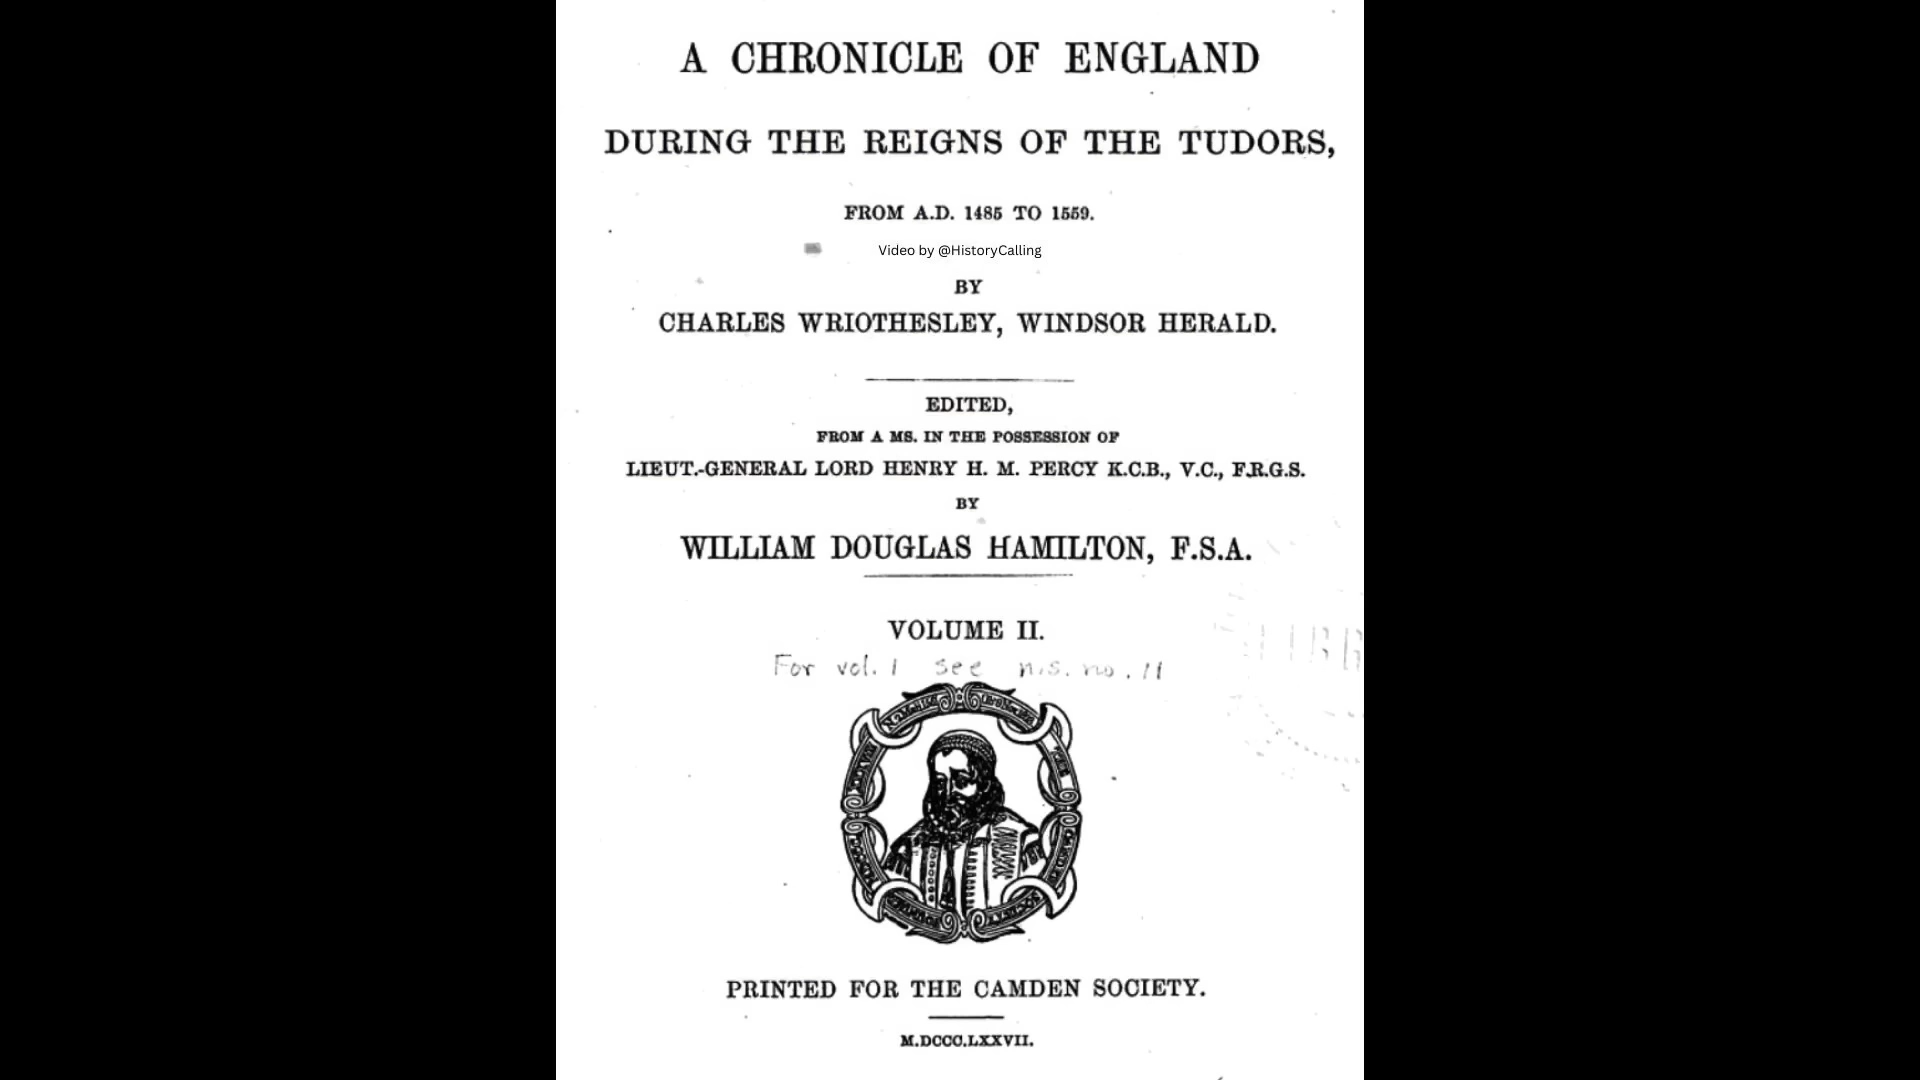 A CHRONICLE OF ENGLAND
DURING THE REIGNS OF THE TUDORS,
FROM A.D. 1485 TO 1559.
Video by @HistoryCalling
BY
CHARLES WRIOTHESLEY, WINDSOR HERALD.
EDITED,
FROM A MS. IN THE POSSESSION OF
LIEUT.-GENERAL LORD HENRY H. M. PERCY K.C.B., V.C., F.R.G.S.
BY
WILLIAM DOUGLAS HAMILTON, F.S.A.
VOLUME II.
For vol. 1 see n.s. no. 11
PRINTED FOR THE CAMDEN SOCIETY.
M.DCCC.LXXVII.